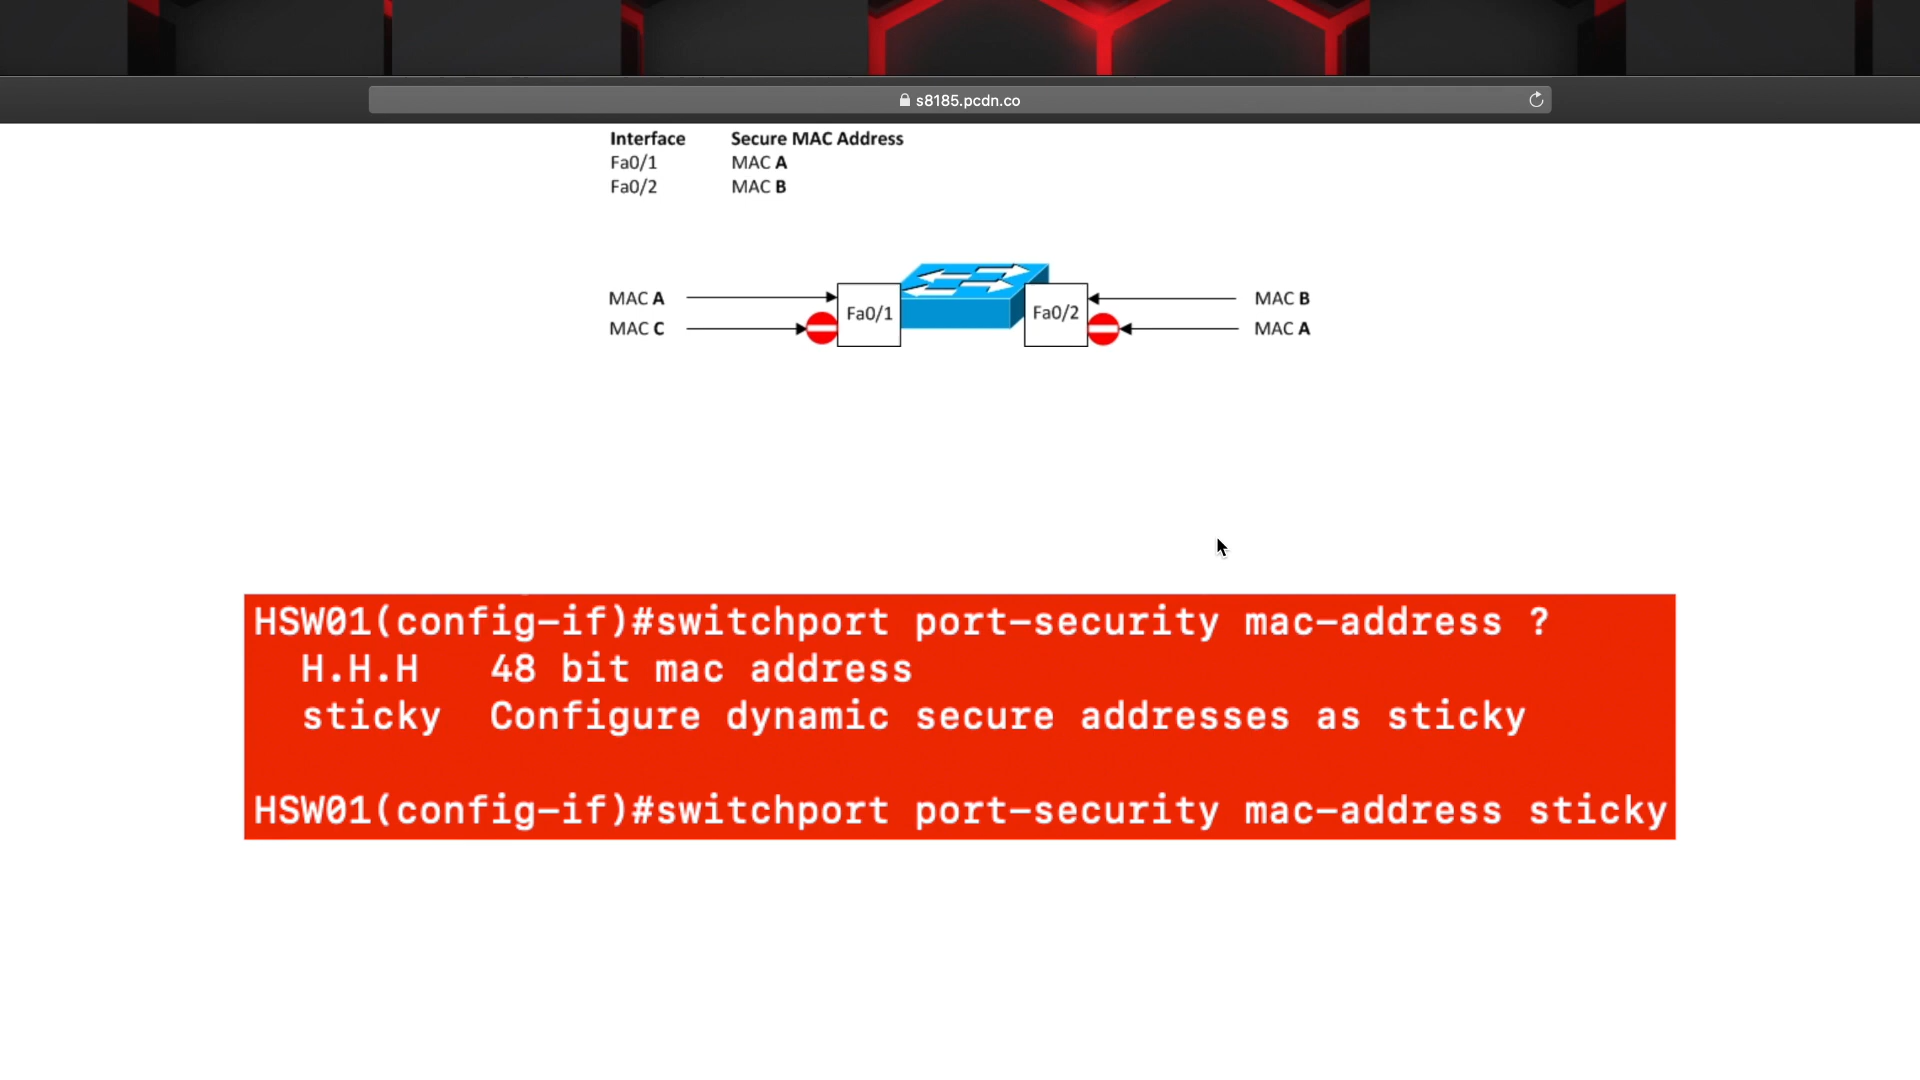 s8185.pcdn.co
Interface Secure MAC Address
Fa0/1 MAC A
Fa0/2 MAC B
MAC A Fa0/1 Fa0/2 MAC B
MAC C MAC A
HSW01(config-if)#switchport port-security mac-address ?
H.H.H 48 bit mac address
sticky Configure dynamic secure addresses as sticky
HSW01(config-if)#switchport port-security mac-address sticky